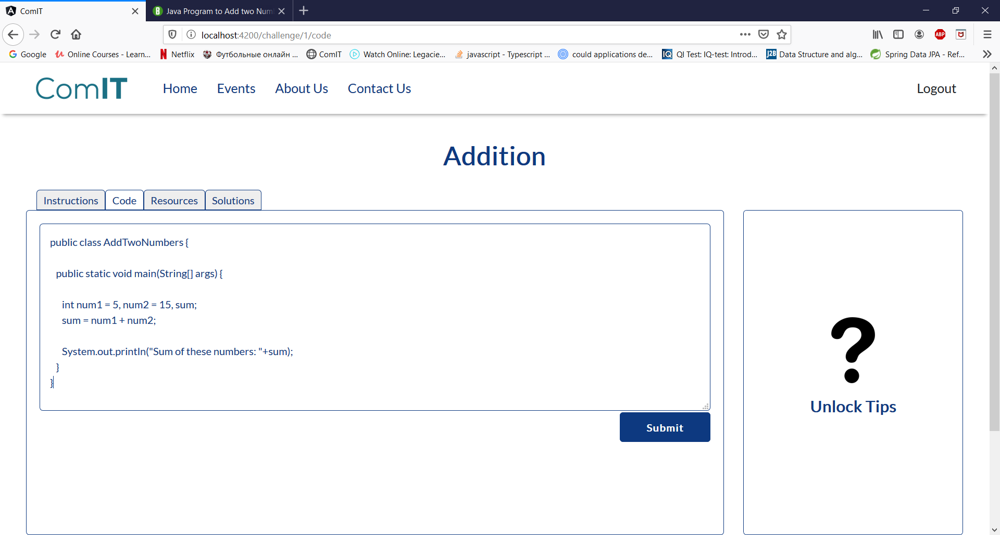 ComIT
Java Program to Add two Num
localhost:4200/challenge/1/code
ABP
Google
Online Courses - Learn...
Netflix
Футбольные онлайн ...
ComIT
Watch Online: Legacie...
javascript - Typescript ...
could applications de...
IQ
QI Test: IQ-test: Introd...
J2B
Data Structure and alg...
Spring Data JPA - Ref...
ComIT
Home
Events
About Us
Contact Us
Logout
Addition
Instructions
Code
Resources
Solutions
public class AddTwoNumbers {
public static void main(String[] args) {
int num1 = 5, num2 = 15, sum;
sum = num1 + num2;
System.out.println("Sum of these numbers: "+sum);
}
}
Submit
?
Unlock Tips